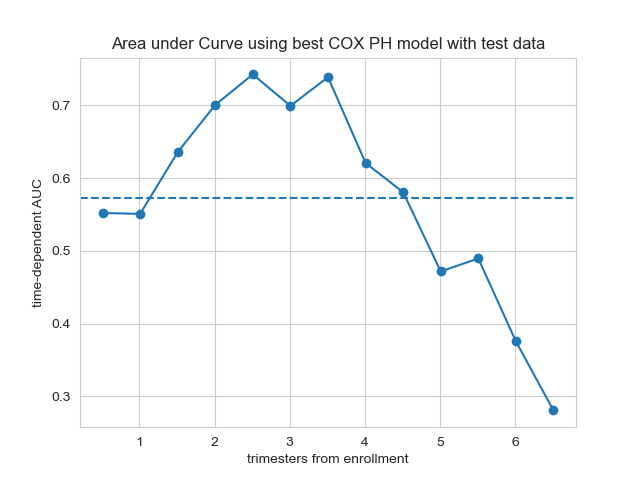 Area under Curve using best COX PH model with test data
time-dependent AUC
0.7
0.6
0.5
0.4
0.3
1 2 3 4 5 6
trimesters from enrollment